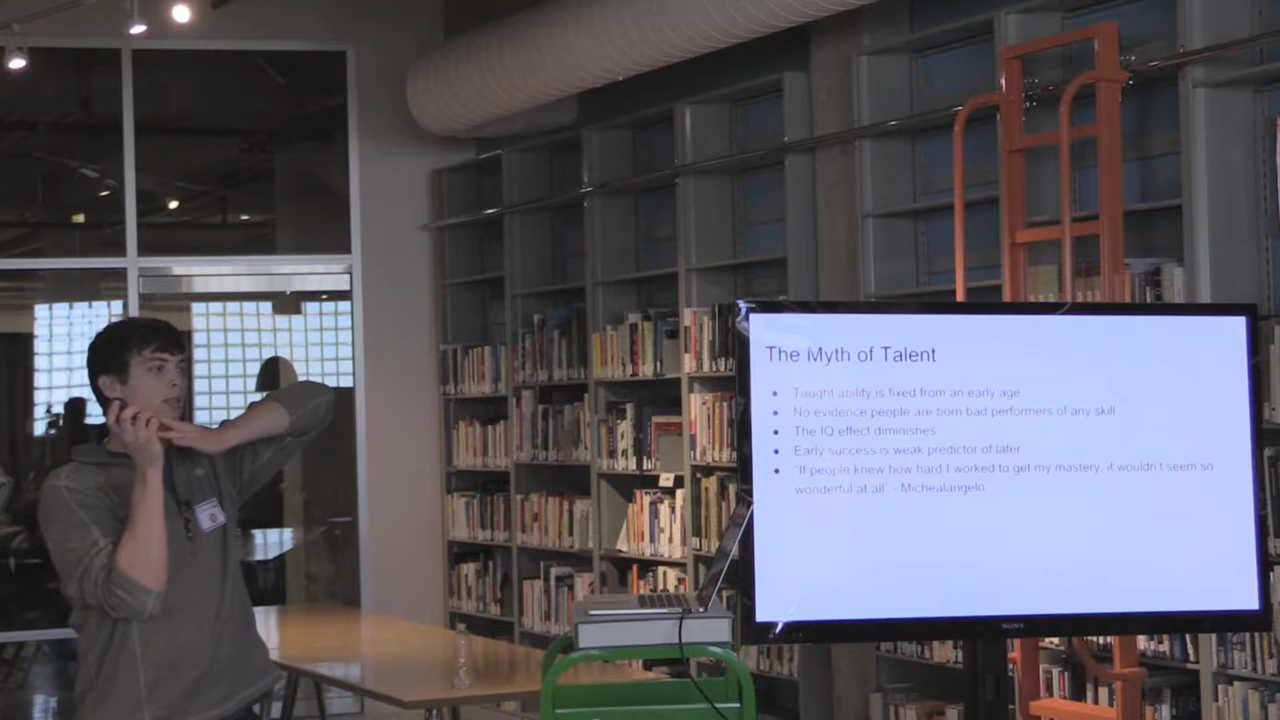 The Myth of Talent
● Taught ability is fixed from an early age
● No evidence people are born bad performers of any skill
● The IQ effect diminishes
● Early success is weak predictor of later
● "If people knew how hard I worked to get my mastery, it wouldn't seem so
wonderful at all" - Michealangelo
SONY